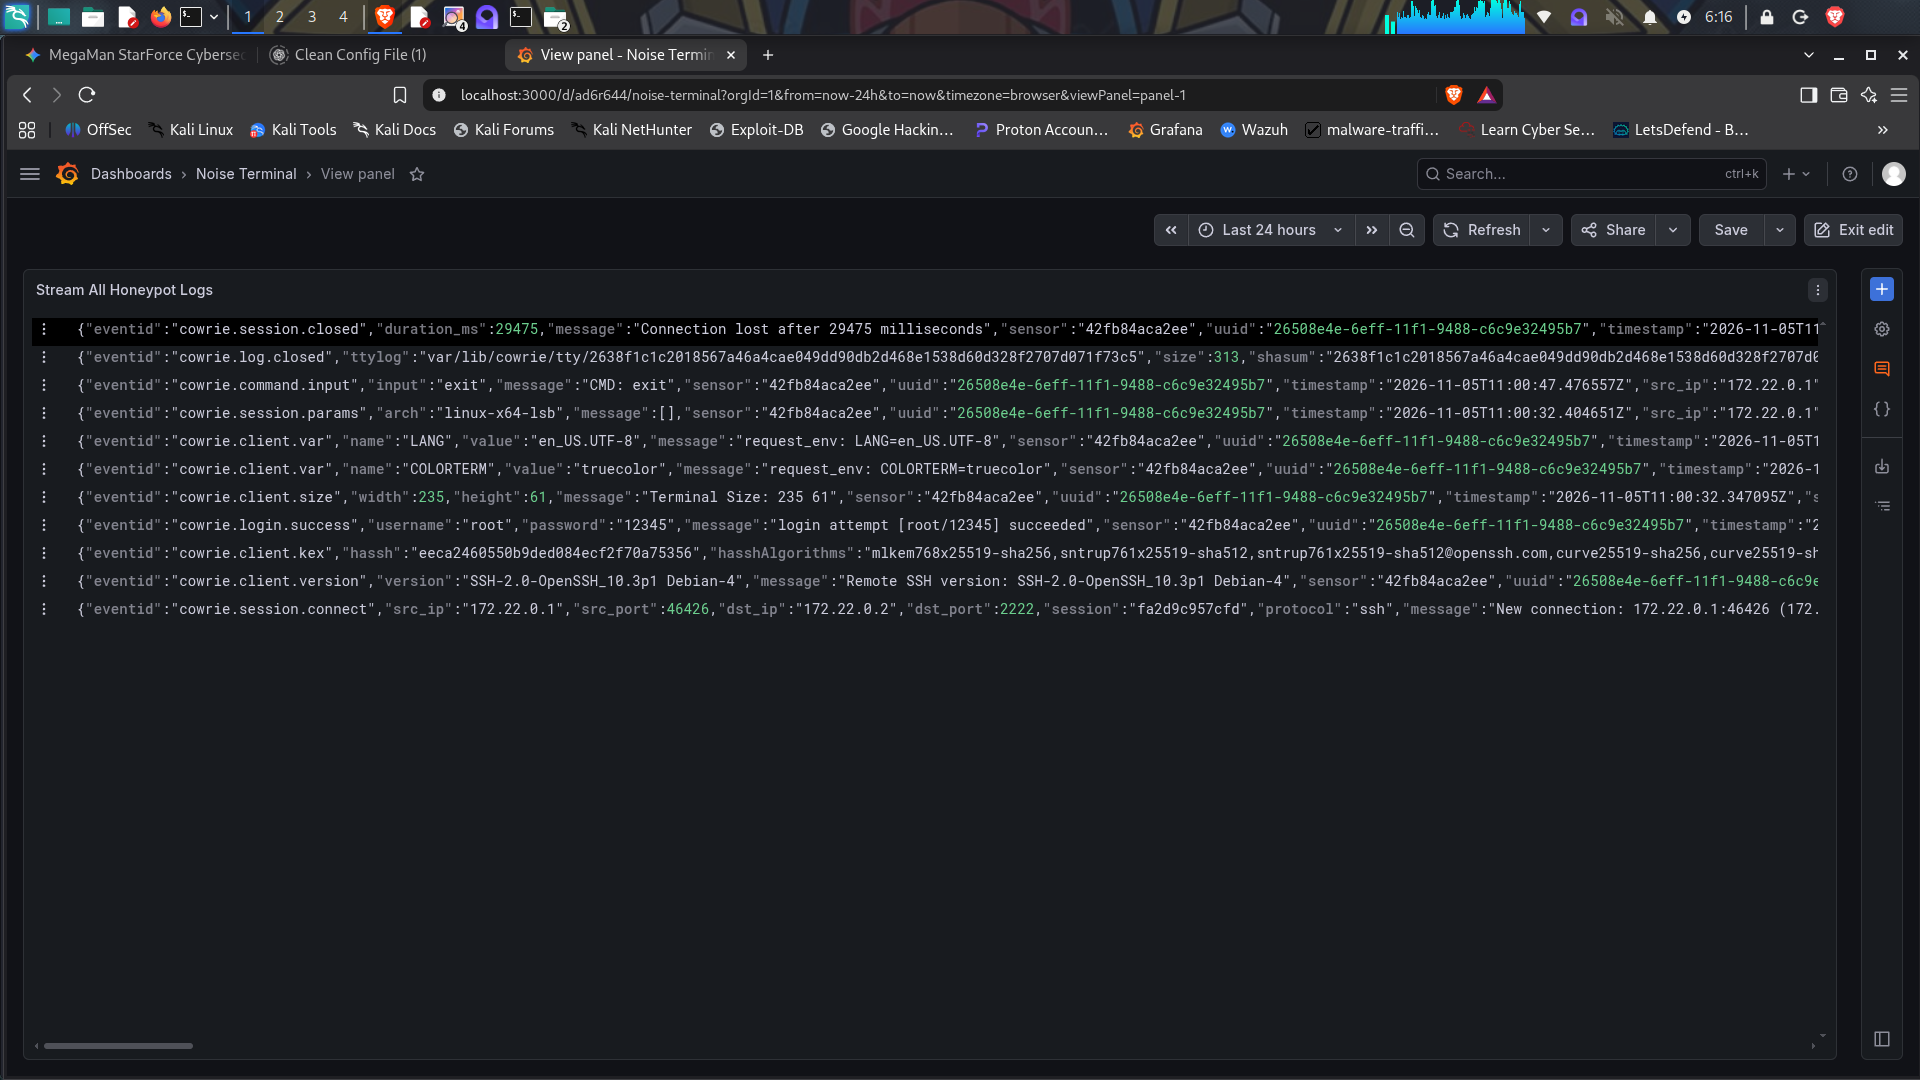 1 2 3 4 4 2 6:16
MegaMan StarForce Cybersec Clean Config File (1) View panel - Noise Termin
localhost:3000/d/ad6r644/noise-terminal?orgId=1&from=now-24h&to=now&timezone=browser&viewPanel=panel-1
OffSec Kali Linux Kali Tools Kali Docs Kali Forums Kali NetHunter Exploit-DB Google Hackin... Proton Accoun... Grafana Wazuh malware-traffi... Learn Cyber Se... LetsDefend - B... »
Dashboards › Noise Terminal › View panel Search... ctrl+k
Last 24 hours Refresh Share Save Exit edit
Stream All Honeypot Logs
{"eventid":"cowrie.session.closed","duration_ms":29475,"message":"Connection lost after 29475 milliseconds","sensor":"42fb84aca2ee","uuid":"26508e4e-6eff-11f1-9488-c6c9e32495b7","timestamp":"2026-11-05T11
{"eventid":"cowrie.log.closed","ttylog":"var/lib/cowrie/tty/2638f1c1c2018567a46a4cae049dd90db2d468e1538d60d328f2707d071f73c5","size":313,"shasum":"2638f1c1c2018567a46a4cae049dd90db2d468e1538d60d328f2707d0
{"eventid":"cowrie.command.input","input":"exit","message":"CMD: exit","sensor":"42fb84aca2ee","uuid":"26508e4e-6eff-11f1-9488-c6c9e32495b7","timestamp":"2026-11-05T11:00:47.476557Z","src_ip":"172.22.0.1"
{"eventid":"cowrie.session.params","arch":"linux-x64-lsb","message":[],"sensor":"42fb84aca2ee","uuid":"26508e4e-6eff-11f1-9488-c6c9e32495b7","timestamp":"2026-11-05T11:00:32.404651Z","src_ip":"172.22.0.1"
{"eventid":"cowrie.client.var","name":"LANG","value":"en_US.UTF-8","message":"request_env: LANG=en_US.UTF-8","sensor":"42fb84aca2ee","uuid":"26508e4e-6eff-11f1-9488-c6c9e32495b7","timestamp":"2026-11-05T1
{"eventid":"cowrie.client.var","name":"COLORTERM","value":"truecolor","message":"request_env: COLORTERM=truecolor","sensor":"42fb84aca2ee","uuid":"26508e4e-6eff-11f1-9488-c6c9e32495b7","timestamp":"2026-1
{"eventid":"cowrie.client.size","width":235,"height":61,"message":"Terminal Size: 235 61","sensor":"42fb84aca2ee","uuid":"26508e4e-6eff-11f1-9488-c6c9e32495b7","timestamp":"2026-11-05T11:00:32.347095Z","s
{"eventid":"cowrie.login.success","username":"root","password":"12345","message":"login attempt [root/12345] succeeded","sensor":"42fb84aca2ee","uuid":"26508e4e-6eff-11f1-9488-c6c9e32495b7","timestamp":"2
{"eventid":"cowrie.client.kex","hassh":"eeca2460550b9ded084ecf2f70a75356","hasshAlgorithms":"mlkem768x25519-sha256,sntrup761x25519-sha512,sntrup761x25519-sha512@openssh.com,curve25519-sha256,curve25519-sh
{"eventid":"cowrie.client.version","version":"SSH-2.0-OpenSSH_10.3p1 Debian-4","message":"Remote SSH version: SSH-2.0-OpenSSH_10.3p1 Debian-4","sensor":"42fb84aca2ee","uuid":"26508e4e-6eff-11f1-9488-c6c9e
{"eventid":"cowrie.session.connect","src_ip":"172.22.0.1","src_port":46426,"dst_ip":"172.22.0.2","dst_port":2222,"session":"fa2d9c957cfd","protocol":"ssh","message":"New connection: 172.22.0.1:46426 (172.